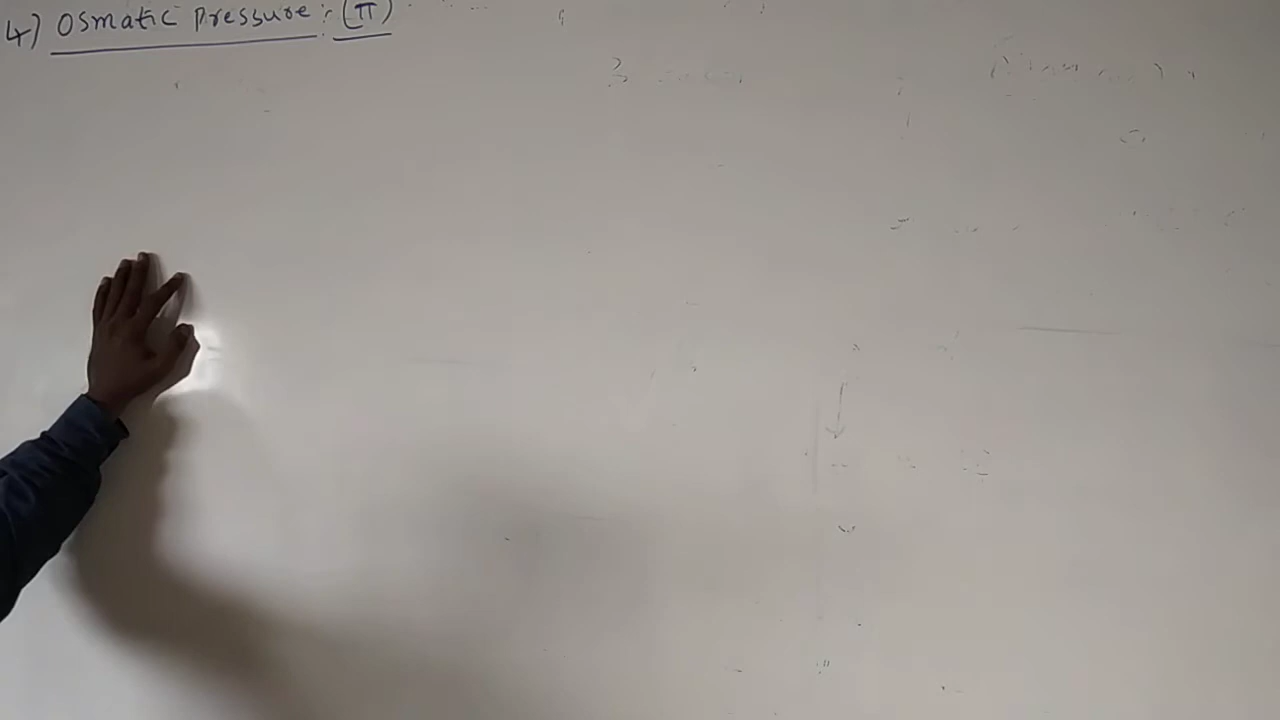 4) Osmatic pressure : (π)